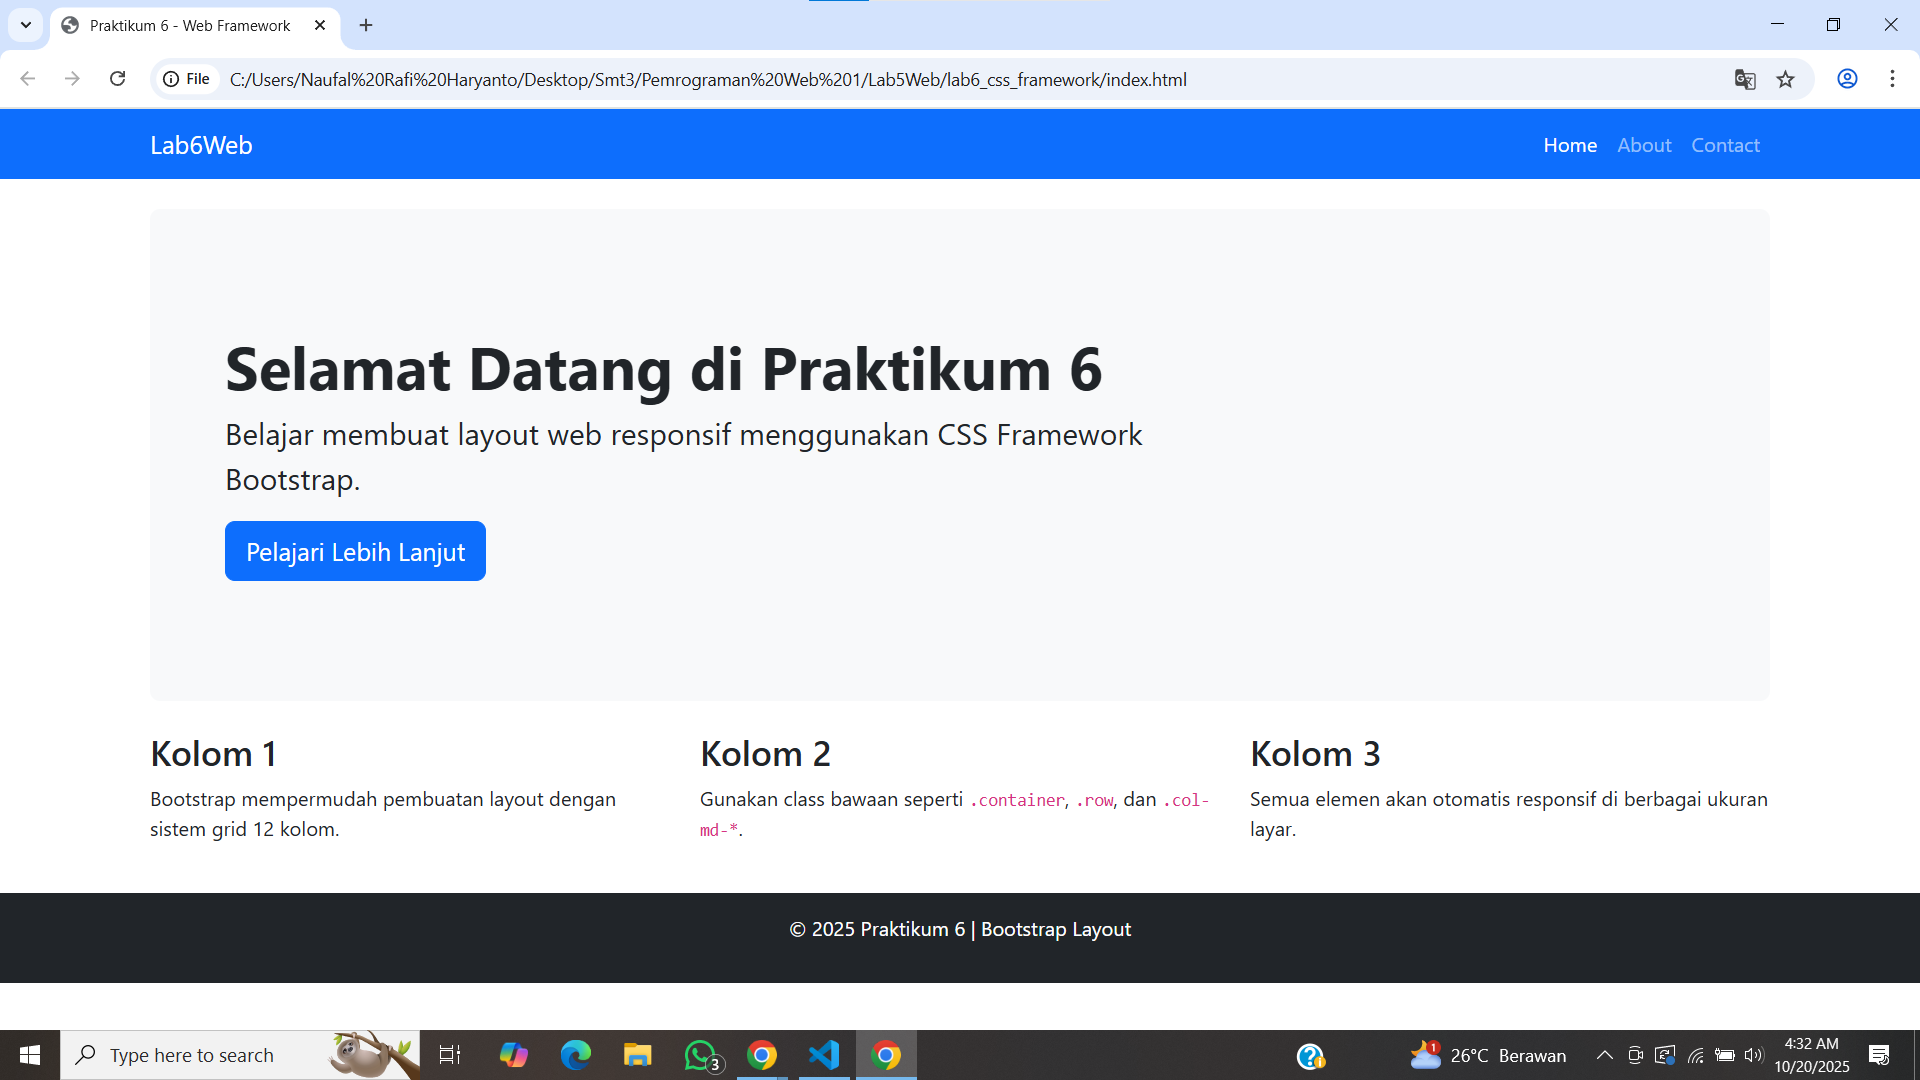 Praktikum 6 - Web Framework
File
C:/Users/Naufal%20Rafi%20Haryanto/Desktop/Smt3/Pemrograman%20Web%201/Lab5Web/lab6_css_framework/index.html
Lab6Web
Home About Contact
Selamat Datang di Praktikum 6
Belajar membuat layout web responsif menggunakan CSS Framework
Bootstrap.
Pelajari Lebih Lanjut
Kolom 1
Bootstrap mempermudah pembuatan layout dengan
sistem grid 12 kolom.
Kolom 2
Gunakan class bawaan seperti .container, .row, dan .col-
md-*.
Kolom 3
Semua elemen akan otomatis responsif di berbagai ukuran
layar.
© 2025 Praktikum 6 | Bootstrap Layout
Type here to search
3
1
26°C Berawan
4:32 AM
10/20/2025